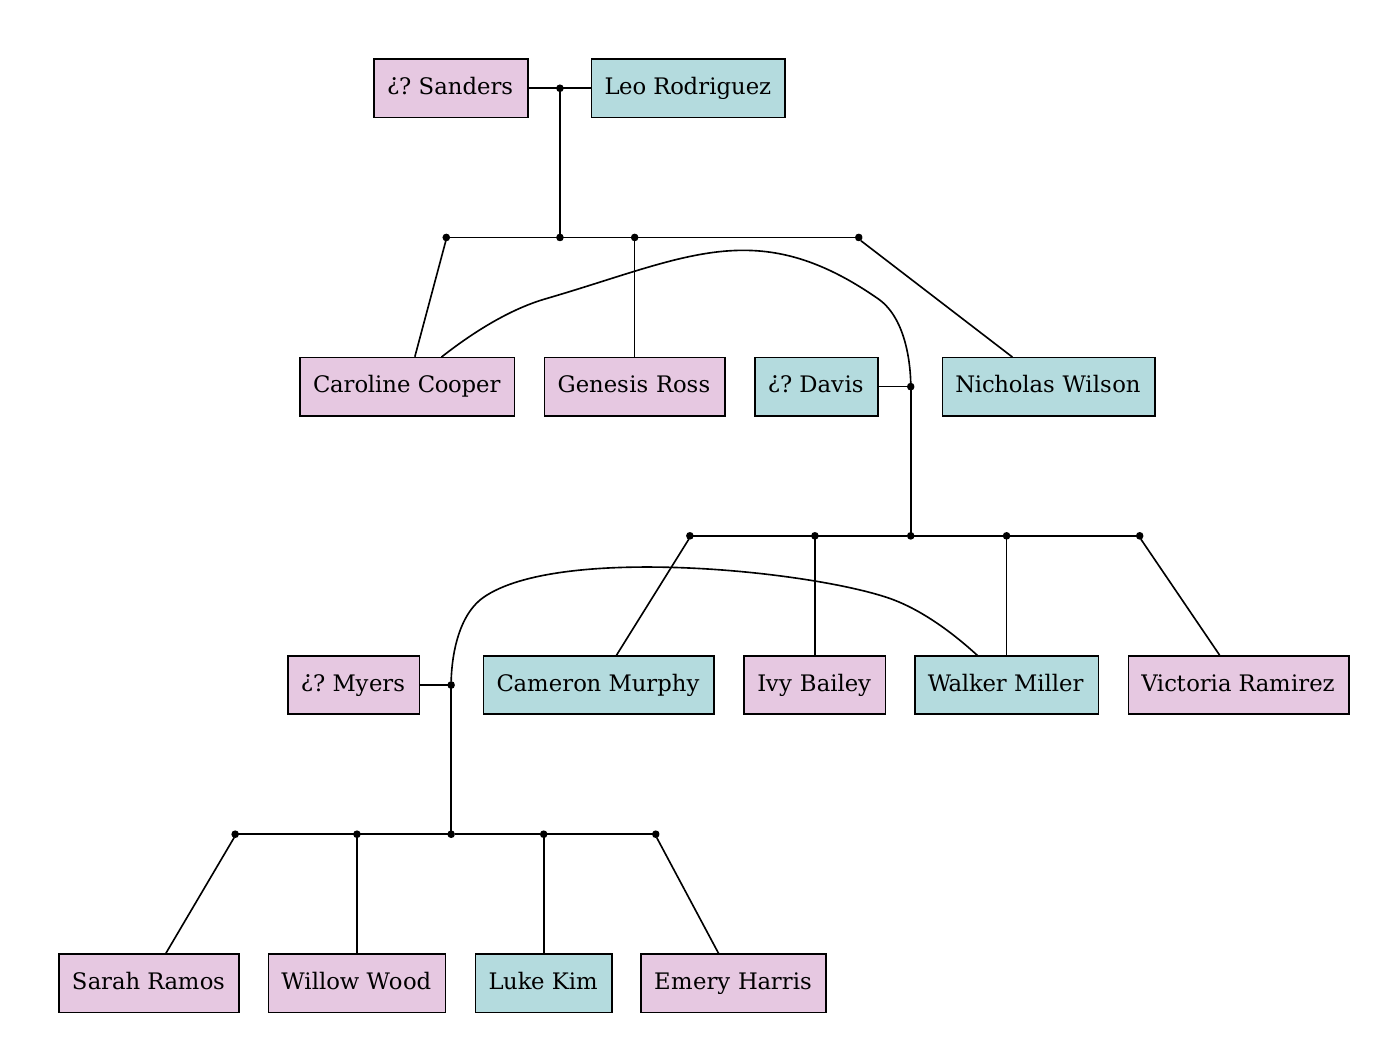 ¿? Sanders
Leo Rodriguez
Caroline Cooper
Genesis Ross
¿? Davis
Nicholas Wilson
¿? Myers
Cameron Murphy
Ivy Bailey
Walker Miller
Victoria Ramirez
Sarah Ramos
Willow Wood
Luke Kim
Emery Harris